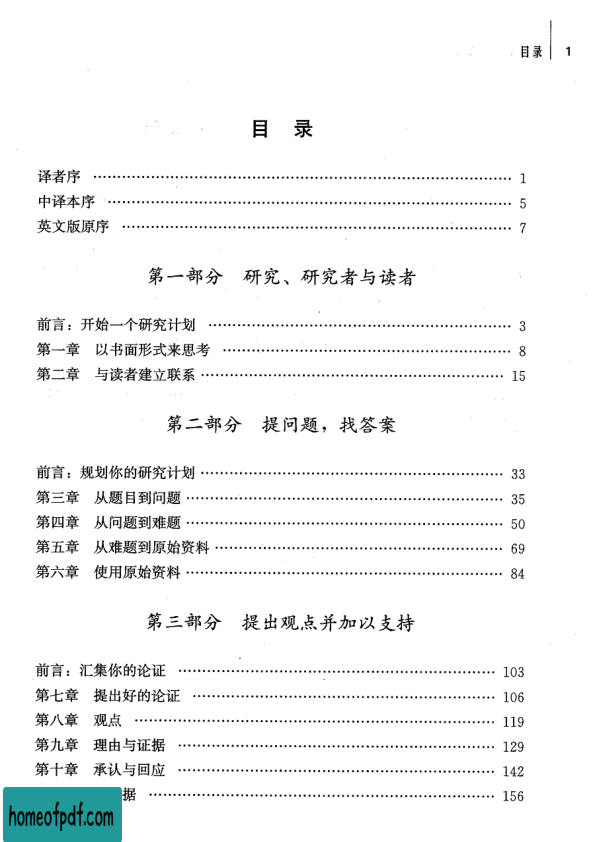 目录 1
目 录
译者序 …… 1
中译本序 …… 5
英文版原序 …… 7
第一部分 研究、研究者与读者
前言：开始一个研究计划 …… 3
第一章 以书面形式来思考 …… 8
第二章 与读者建立联系 …… 15
第二部分 提问题，找答案
前言：规划你的研究计划 …… 33
第三章 从题目到问题 …… 35
第四章 从问题到难题 …… 50
第五章 从难题到原始资料 …… 69
第六章 使用原始资料 …… 84
第三部分 提出观点并加以支持
前言：汇集你的论证 …… 103
第七章 提出好的论证 …… 106
第八章 观点 …… 119
第九章 理由与证据 …… 129
第十章 承认与回应 …… 142
据 …… 156
homeofpdf.com